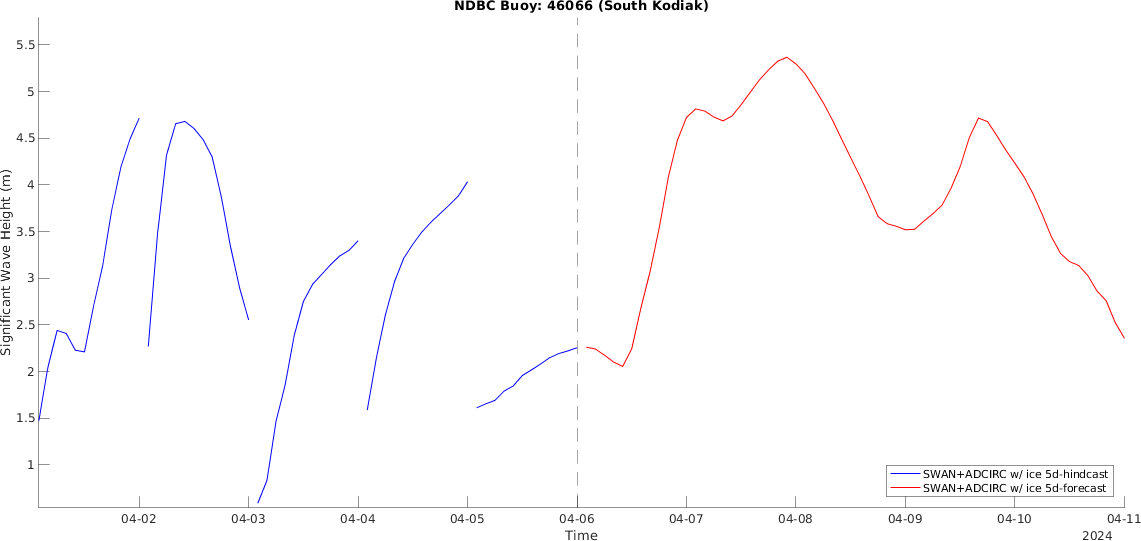 NDBC Buoy: 46066 (South Kodiak)
Significant Wave Height (m)
5.5
5
4.5
4
3.5
3
2.5
2
1.5
1
SWAN+ADCIRC w/ ice 5d-hindcast
SWAN+ADCIRC w/ ice 5d-forecast
04-02 04-03 04-04 04-05 04-06 04-07 04-08 04-09 04-10 04-11
Time
2024